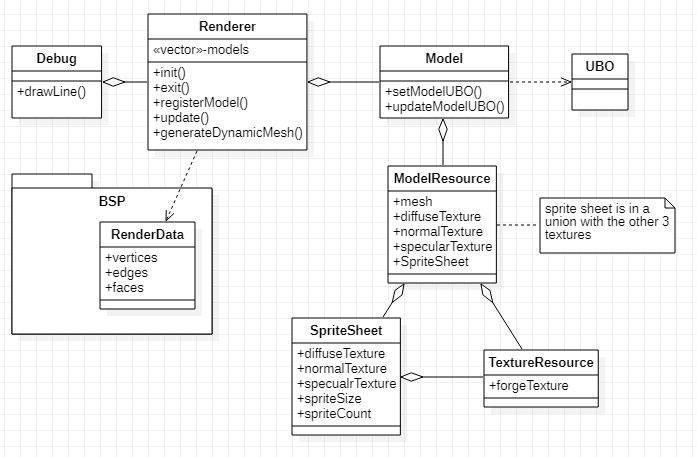 Renderer
«vector»-models
+init()
+exit()
+registerModel()
+update()
+generateDynamicMesh()
Debug
+drawLine()
Model
+setModelUBO()
+updateModelUBO()
UBO
BSP
RenderData
+vertices
+edges
+faces
ModelResource
+mesh
+diffuseTexture
+normalTexture
+specularTexture
+SpriteSheet
sprite sheet is in a
union with the other 3
textures
SpriteSheet
+diffuseTexture
+normalTexture
+specualrTexture
+spriteSize
+spriteCount
TextureResource
+forgeTexture